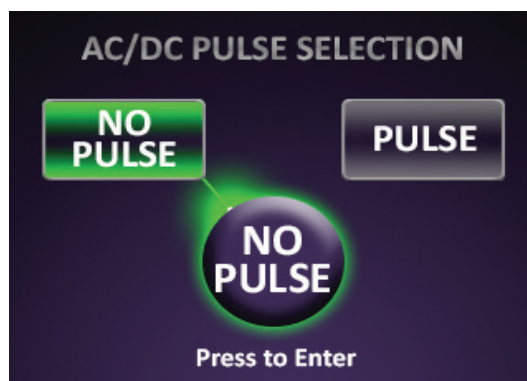 AC/DC PULSE SELECTION
NO
PULSE
PULSE
NO
PULSE
Press to Enter